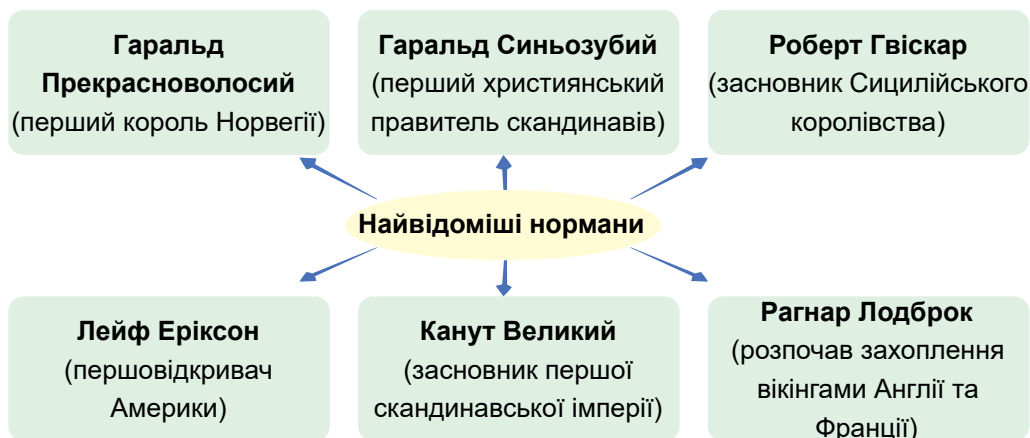 Гаральд
Прекрасноволосий
(перший король Норвегії)
Гаральд Синьозубий
(перший християнський
правитель скандинавів)
Роберт Гвіскар
(засновник Сицилійського
королівства)
Найвідоміші нормани
Лейф Еріксон
(першовідкривач
Америки)
Канут Великий
(засновник першої
скандинавської імперії)
Рагнар Лодброк
(розпочав захоплення
вікінгами Англії та
Франції)